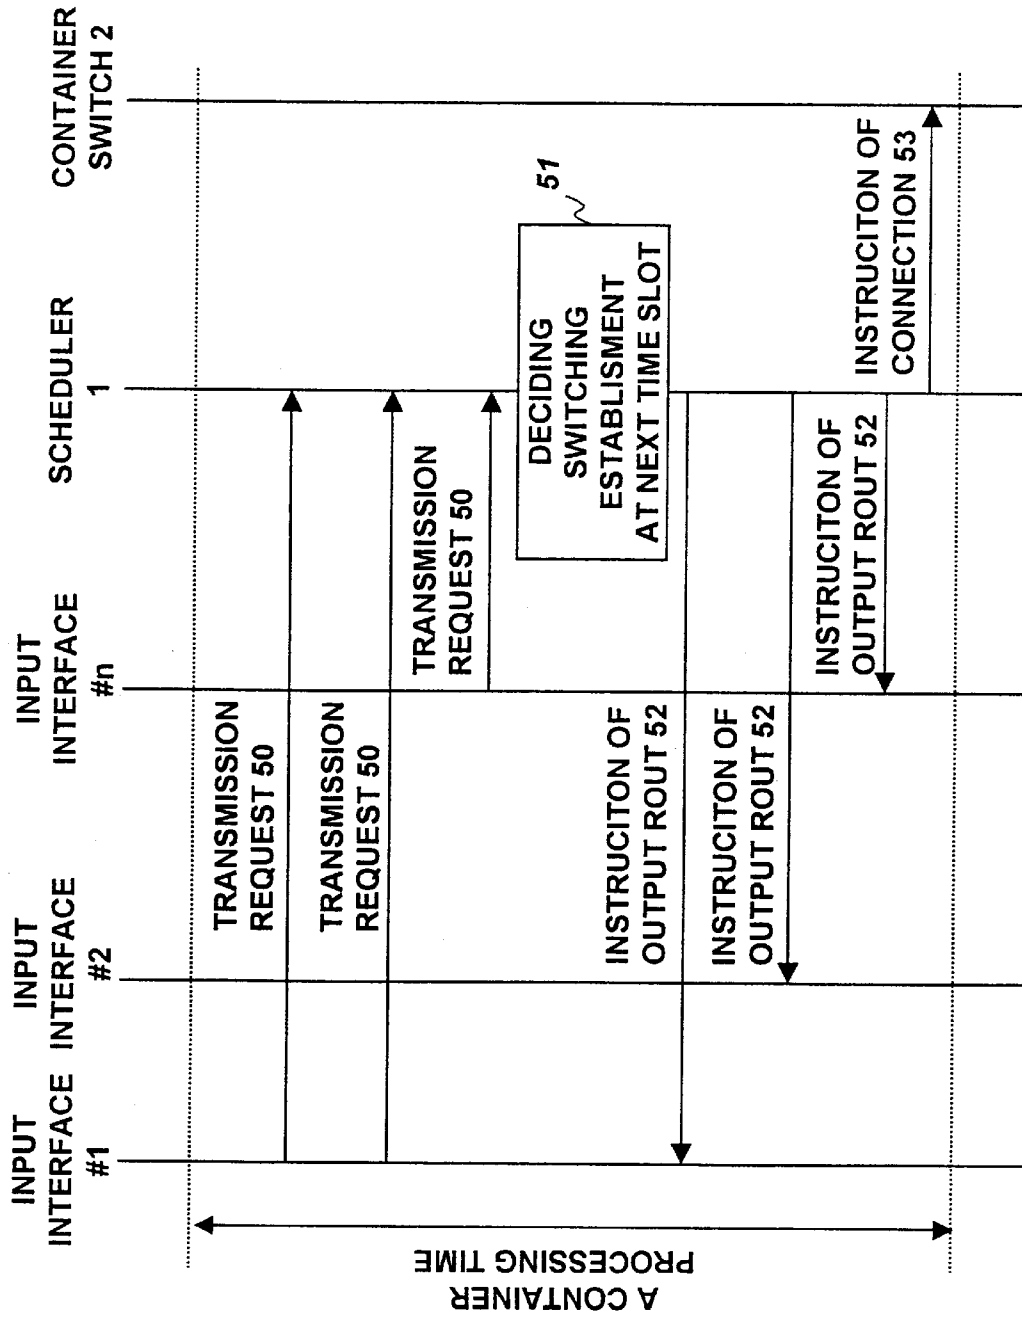 INPUT
INTERFACE
#1
INPUT
INTERFACE
#2
INPUT
INTERFACE
#n
SCHEDULER
1
CONTAINER
SWITCH 2
TRANSMISSION
REQUEST 50
TRANSMISSION
REQUEST 50
TRANSMISSION
REQUEST 50
DECIDING
SWITCHING
ESTABLISMENT
AT NEXT TIME SLOT
51
INSTRUCITON OF
OUTPUT ROUT 52
INSTRUCITON OF
OUTPUT ROUT 52
INSTRUCITON OF
OUTPUT ROUT 52
INSTRUCITON OF
CONNECTION 53
A CONTAINER
PROCESSING TIME